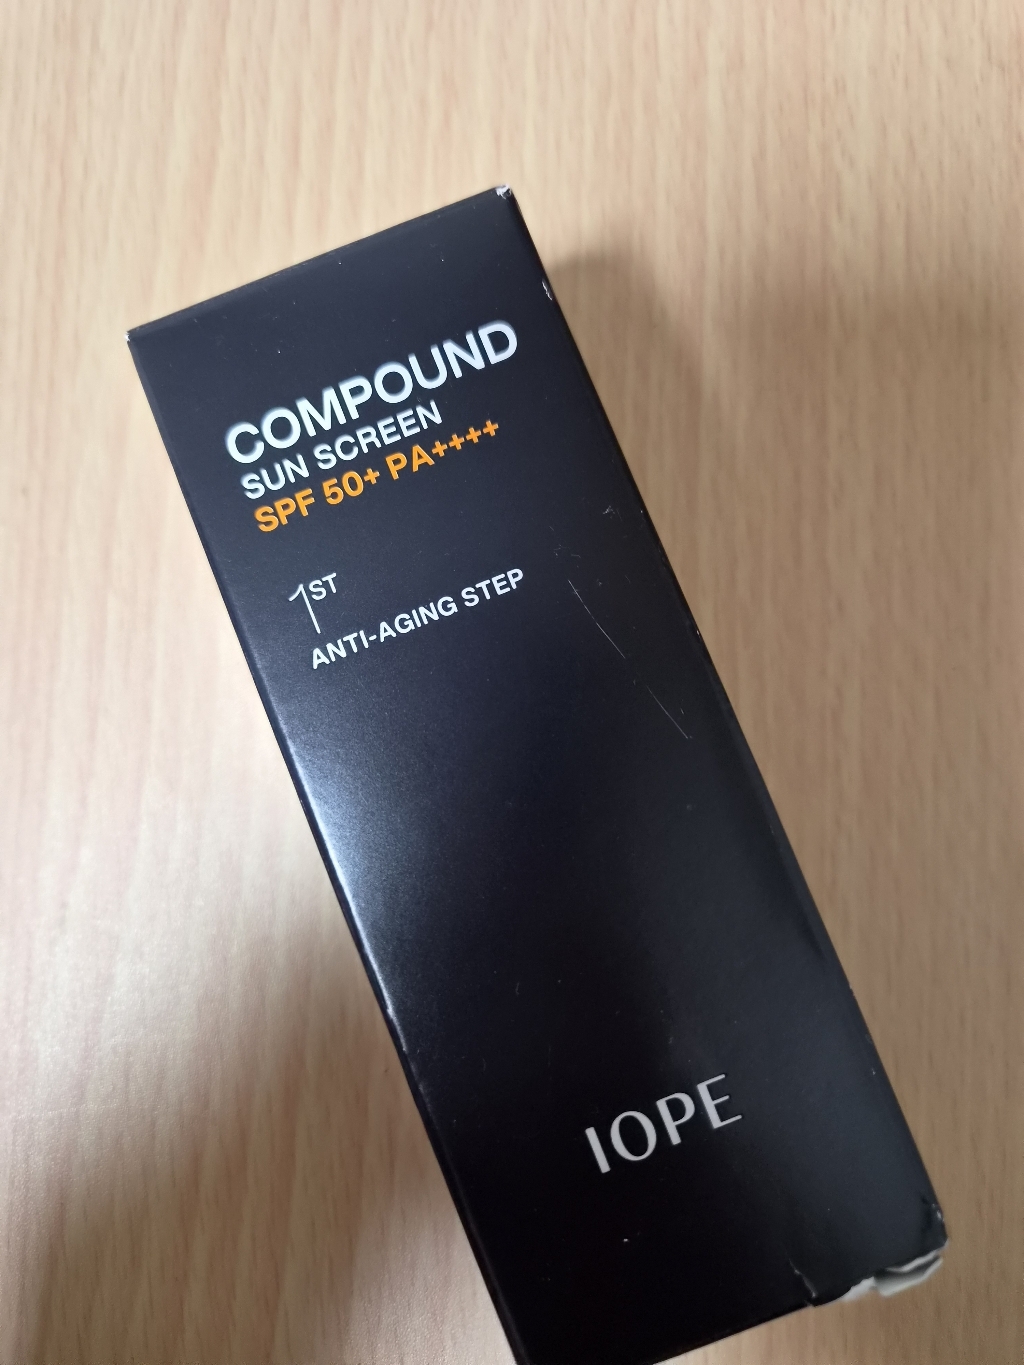 COMPOUND
SUN SCREEN
SPF 50+ PA++++
1ST
ANTI-AGING STEP
IOPE